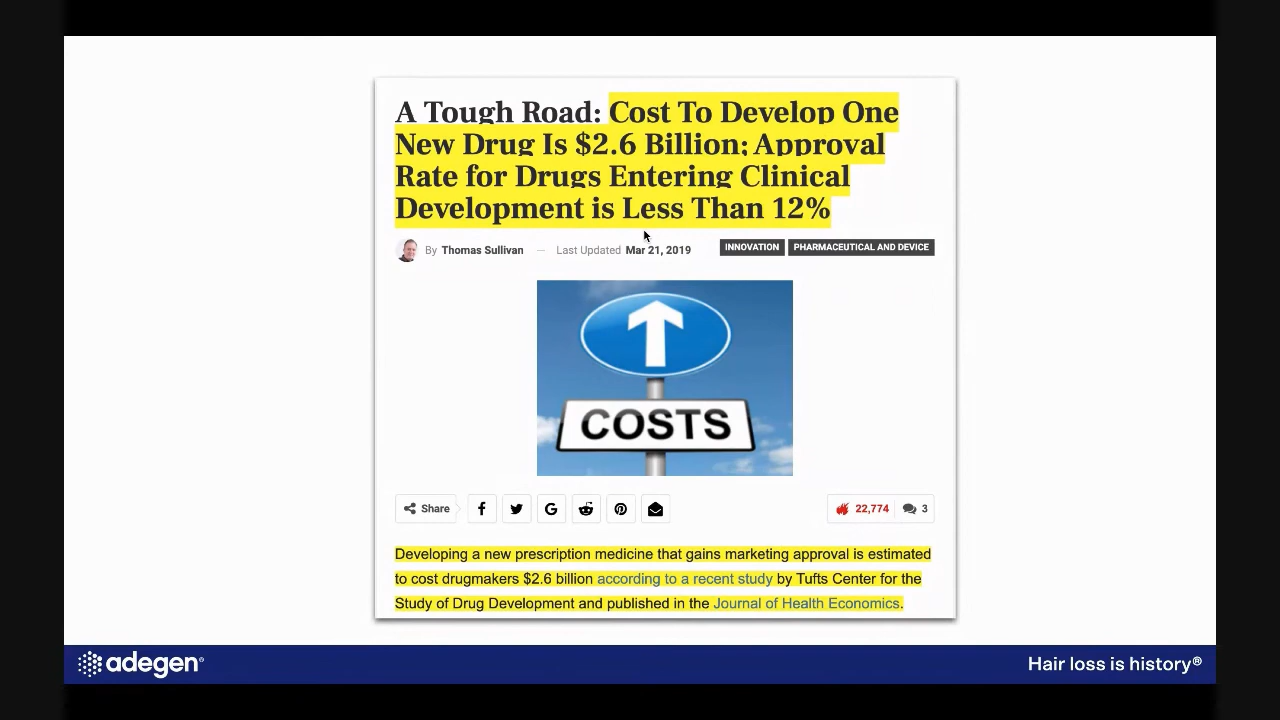 A Tough Road: Cost To Develop One
New Drug Is $2.6 Billion; Approval
Rate for Drugs Entering Clinical
Development is Less Than 12%
By Thomas Sullivan — Last Updated Mar 21, 2019 INNOVATION PHARMACEUTICAL AND DEVICE
COSTS
Share 22,774 3
Developing a new prescription medicine that gains marketing approval is estimated
to cost drugmakers $2.6 billion according to a recent study by Tufts Center for the
Study of Drug Development and published in the Journal of Health Economics.
adegen® Hair loss is history®